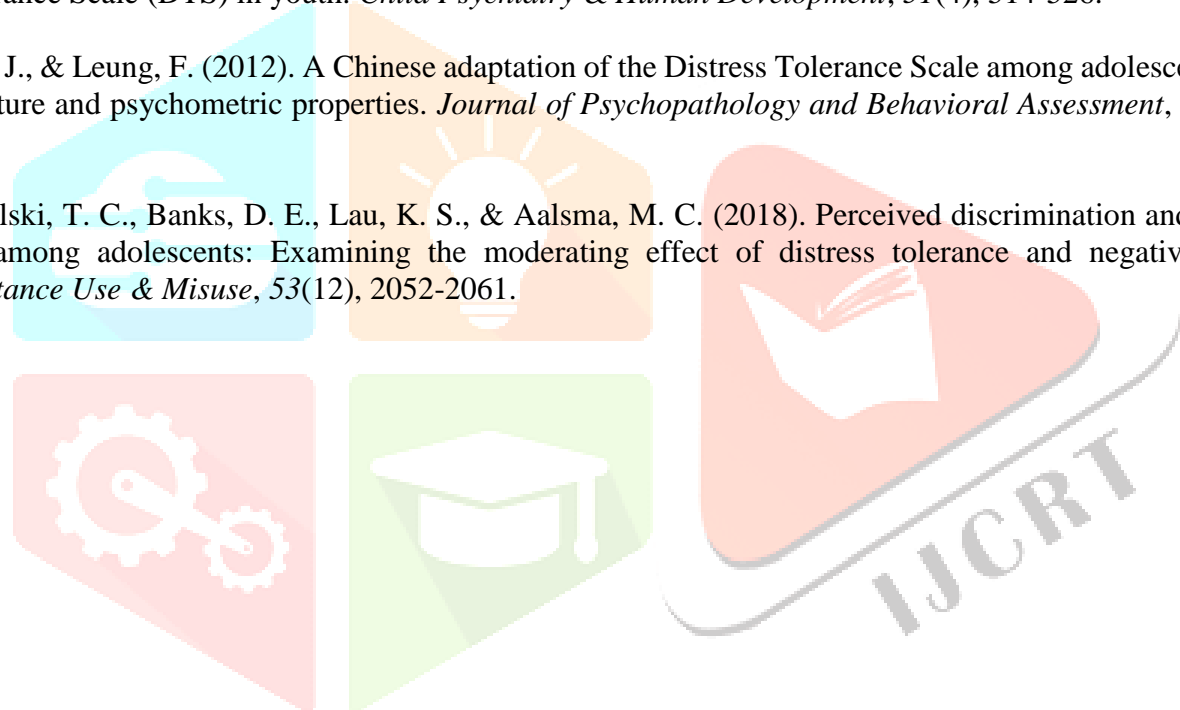 rance Scale (DTS) in youth. Child Psychiatry & Human Development, 51(4), 514-528.
J., & Leung, F. (2012). A Chinese adaptation of the Distress Tolerance Scale among adolesc
ture and psychometric properties. Journal of Psychopathology and Behavioral Assessment,
lski, T. C., Banks, D. E., Lau, K. S., & Aalsma, M. C. (2018). Perceived discrimination and
among adolescents: Examining the moderating effect of distress tolerance and negativ
tance Use & Misuse, 53(12), 2052-2061.
IJCRT